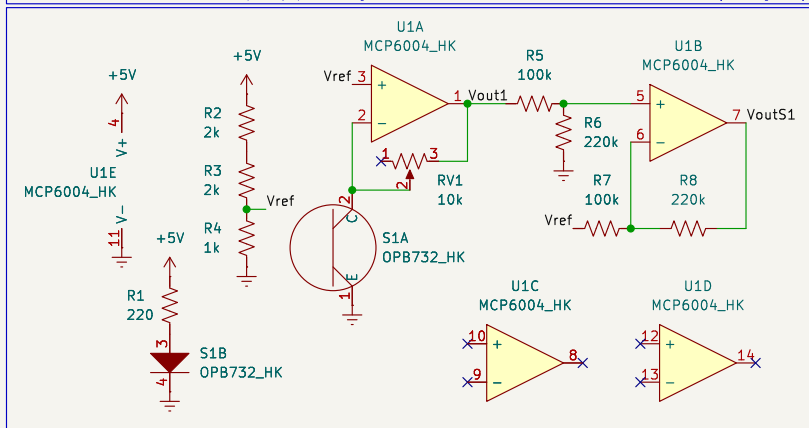 U1A
MCP6004_HK
+5V
Vref
3
+
1
Vout1
2
−
R5
100k
U1B
MCP6004_HK
5
+
7
VoutS1
6
−
+5V
4
V+
U1E
MCP6004_HK
V-
11
R2
2k
R3
2k
Vref
R4
1k
1
3
2
RV1
10k
R6
220k
R7
100k
R8
220k
Vref
2
C
S1A
OPB732_HK
E
1
+5V
R1
220
3
S1B
OPB732_HK
4
U1C
MCP6004_HK
10
+
8
9
−
U1D
MCP6004_HK
12
+
14
13
−